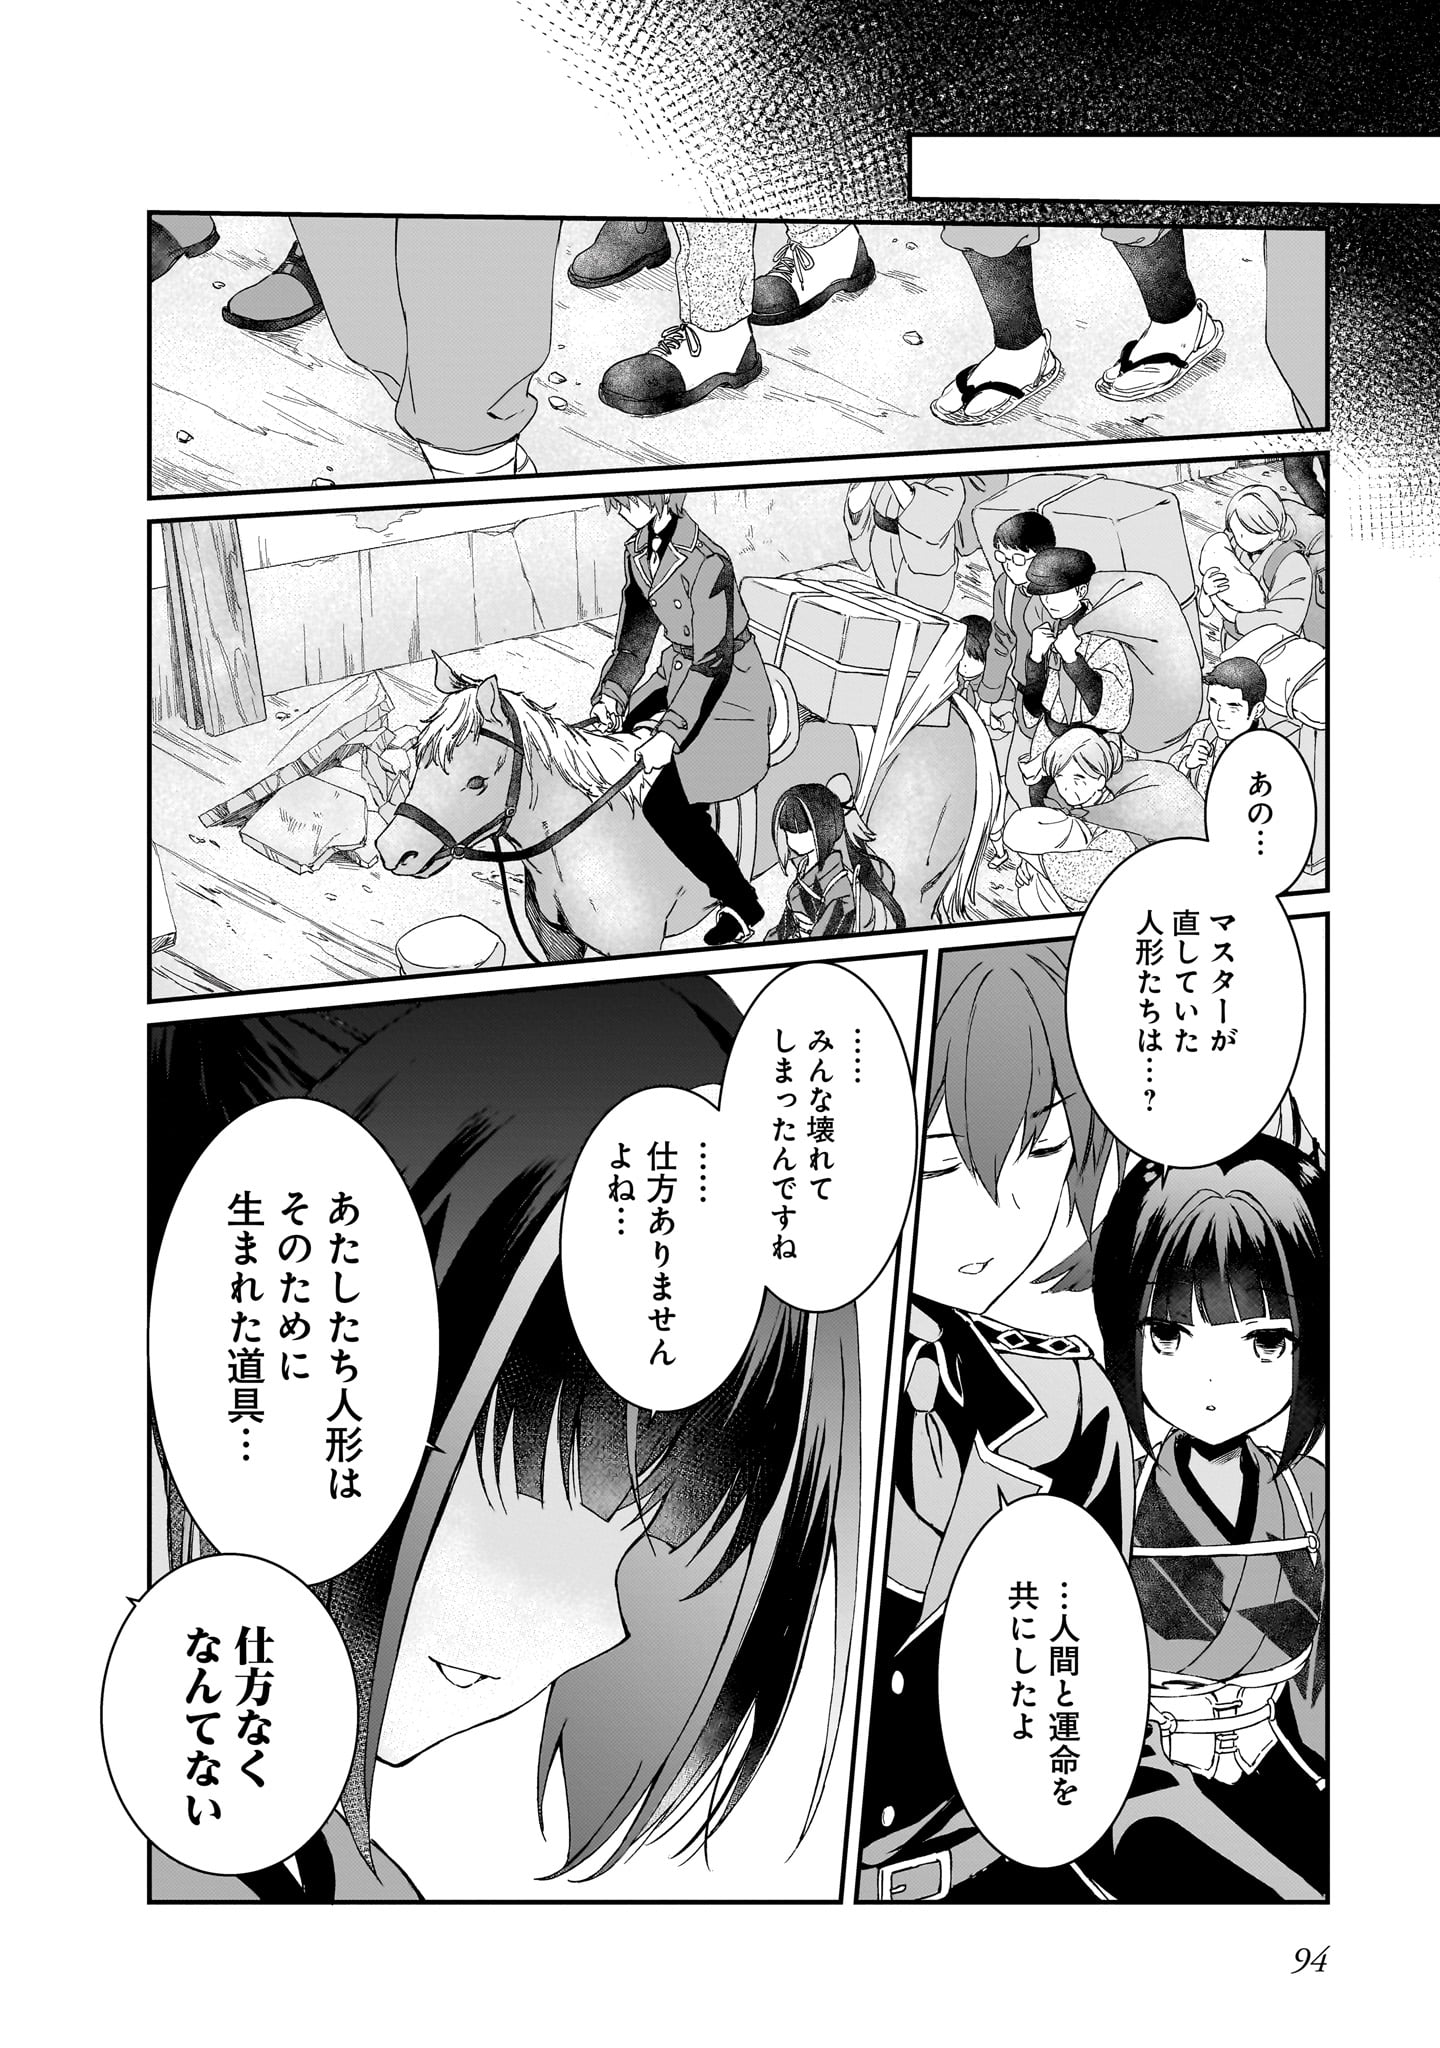 あの…
マスターが
直していた
人形たちは…?
…人間と運命を
共にしたよ
……
みんな壊れて
しまったんですね
……
仕方ありません
よね…
あたしたち人形は
そのために
生まれた道具…
仕方なく
なんてない
94